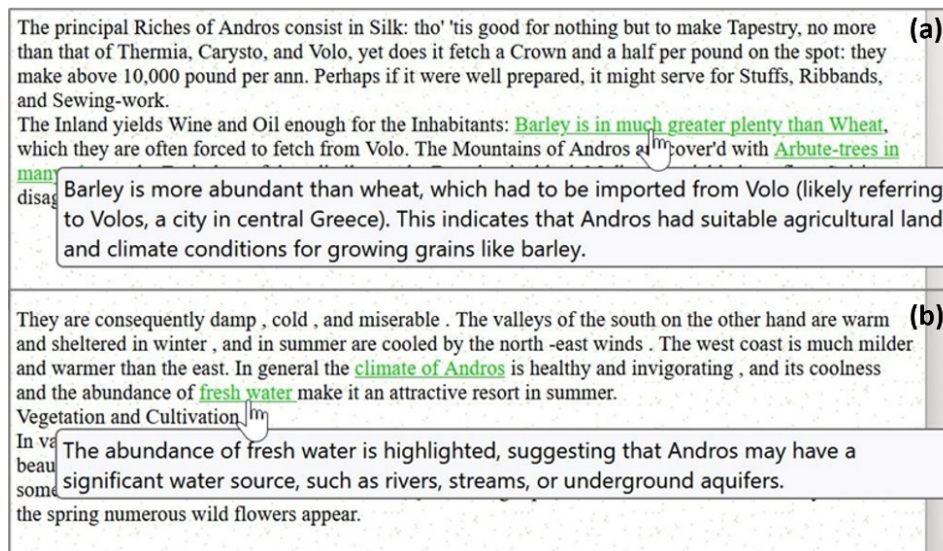 The principal Riches of Andros consist in Silk: tho' 'tis good for nothing but to make Tapestry, no more
(a)
than that of Thermia, Carysto, and Volo, yet does it fetch a Crown and a half per pound on the spot: they
make above 10,000 pound per ann. Perhaps if it were well prepared, it might serve for Stuffs, Ribbands,
and Sewing-work.
The Inland yields Wine and Oil enough for the Inhabitants: Barley is in much greater plenty than Wheat,
which they are often forced to fetch from Volo. The Mountains of Andros cover'd with Arbute-trees in
many
disag
Barley is more abundant than wheat, which had to be imported from Volo (likely referring
to Volos, a city in central Greece). This indicates that Andros had suitable agricultural land
and climate conditions for growing grains like barley.
They are consequently damp , cold , and miserable . The valleys of the south on the other hand are warm
(b)
and sheltered in winter , and in summer are cooled by the north -east winds . The west coast is much milder
and warmer than the east. In general the climate of Andros is healthy and invigorating , and its coolness
and the abundance of fresh water make it an attractive resort in summer.
Vegetation and Cultivation
In va
beau
some
The abundance of fresh water is highlighted, suggesting that Andros may have a
significant water source, such as rivers, streams, or underground aquifers.
the spring numerous wild flowers appear.